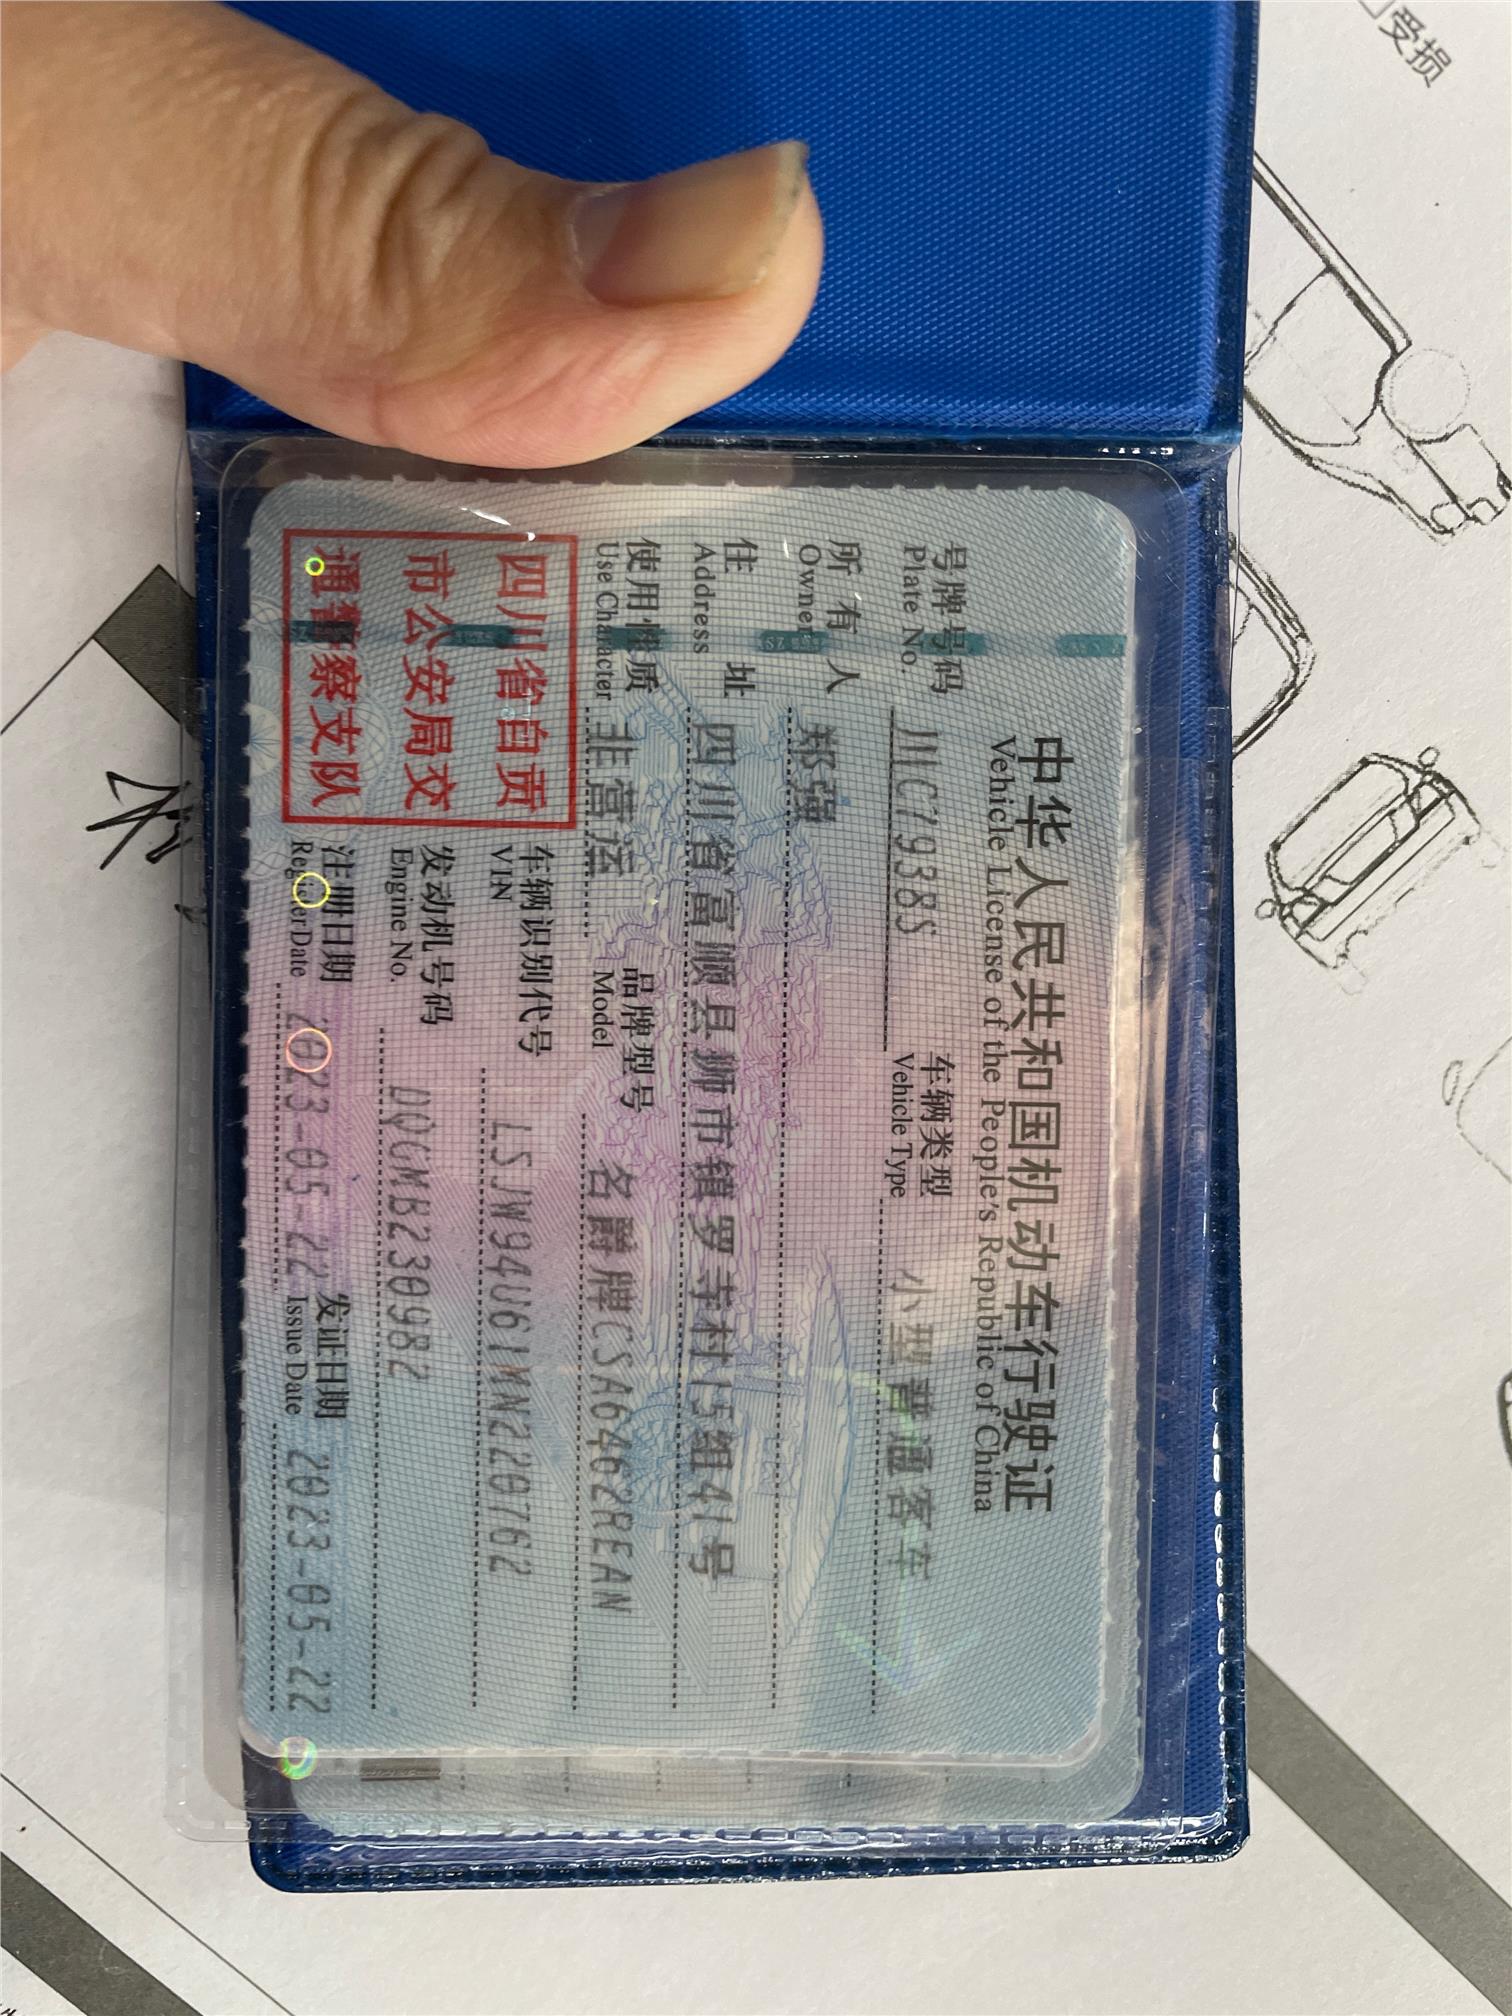 中华人民共和国机动车行驶证
Vehicle License of the People's Republic of China
号牌号码 川C7938S 车辆类型 小型普通客车
Plate No. Vehicle Type
所有人 郑强
Owner
住址 四川省富顺县狮市镇罗寺村15组41号
Address
使用性质 非营运 品牌型号 名爵牌CSA6462REAN
Use Character Model
四川省自贡
市公安局交
通警察支队
车辆识别代号 LSJW94U61MN220762
VIN
发动机号码 DQGMB230982
Engine No.
注册日期 2023-05-22 发证日期 2023-05-22
Register Date Issue Date
受损